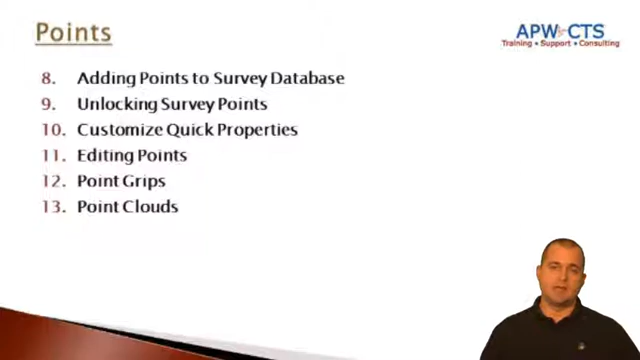 Points
APW CTS
Training • Support • Consulting
8. Adding Points to Survey Database
9. Unlocking Survey Points
10. Customize Quick Properties
11. Editing Points
12. Point Grips
13. Point Clouds